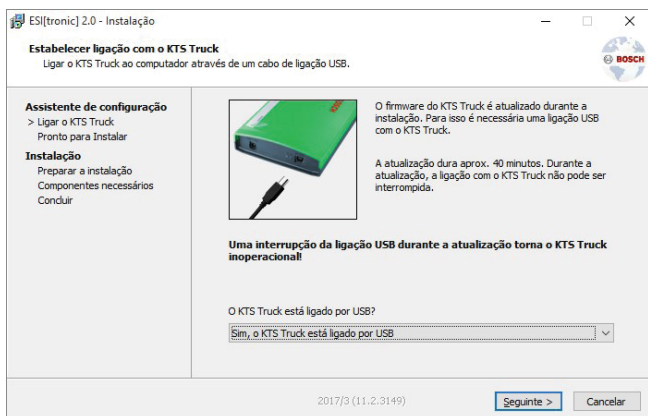 ESI[tronic] 2.0 - Instalação
Estabelecer ligação com o KTS Truck
Ligar o KTS Truck ao computador através de um cabo de ligação USB.
BOSCH
Assistente de configuração
> Ligar o KTS Truck
Pronto para Instalar
Instalação
Preparar a instalação
Componentes necessários
Concluir
O firmware do KTS Truck é atualizado durante a
instalação. Para isso é necessária uma ligação USB
com o KTS Truck.
A atualização dura aprox. 40 minutos. Durante a
atualização, a ligação com o KTS Truck não pode ser
interrompida.
Uma interrupção da ligação USB durante a atualização torna o KTS Truck
inoperacional!
O KTS Truck está ligado por USB?
Sim, o KTS Truck está ligado por USB
2017/3 (11.2.3149)
Seguinte >
Cancelar